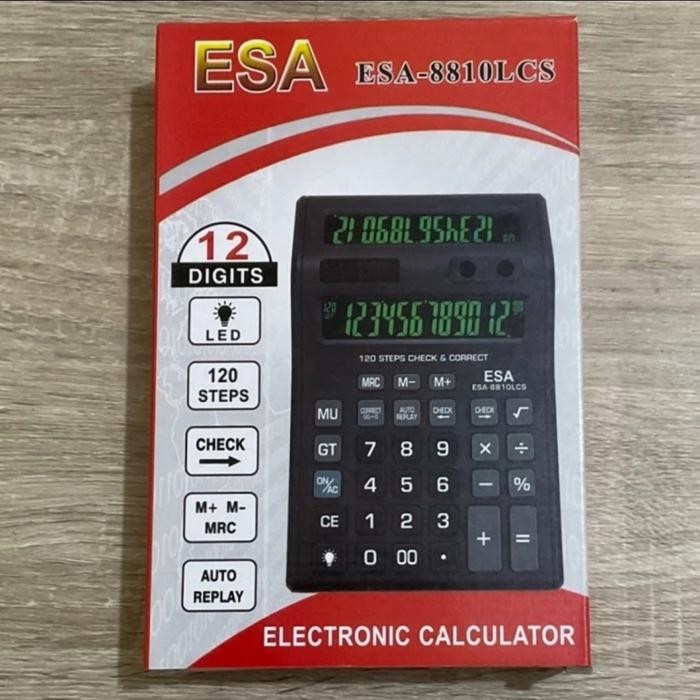 ESA ESA-8810LCS
12
DIGITS
LED
120
STEPS
CHECK
M+ M-
MRC
AUTO
REPLAY
123456789012
120 STEPS CHECK & CORRECT
MRC M- M+ ESA
ESA-8810LCS
MU CORRECT AUTO REPLAY CHECK CHECK √
GT 7 8 9 × ÷
ON/AC 4 5 6 − %
CE 1 2 3 + =
0 00 .
ELECTRONIC CALCULATOR